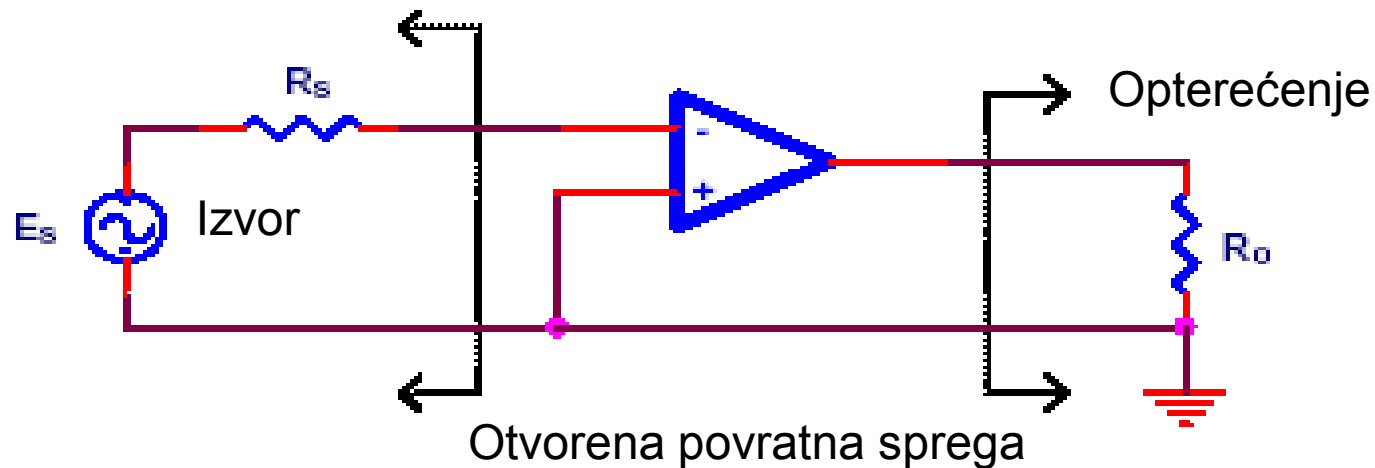 Rs
Opterećenje
-
+
Es
Izvor
Ro
Otvorena povratna sprega